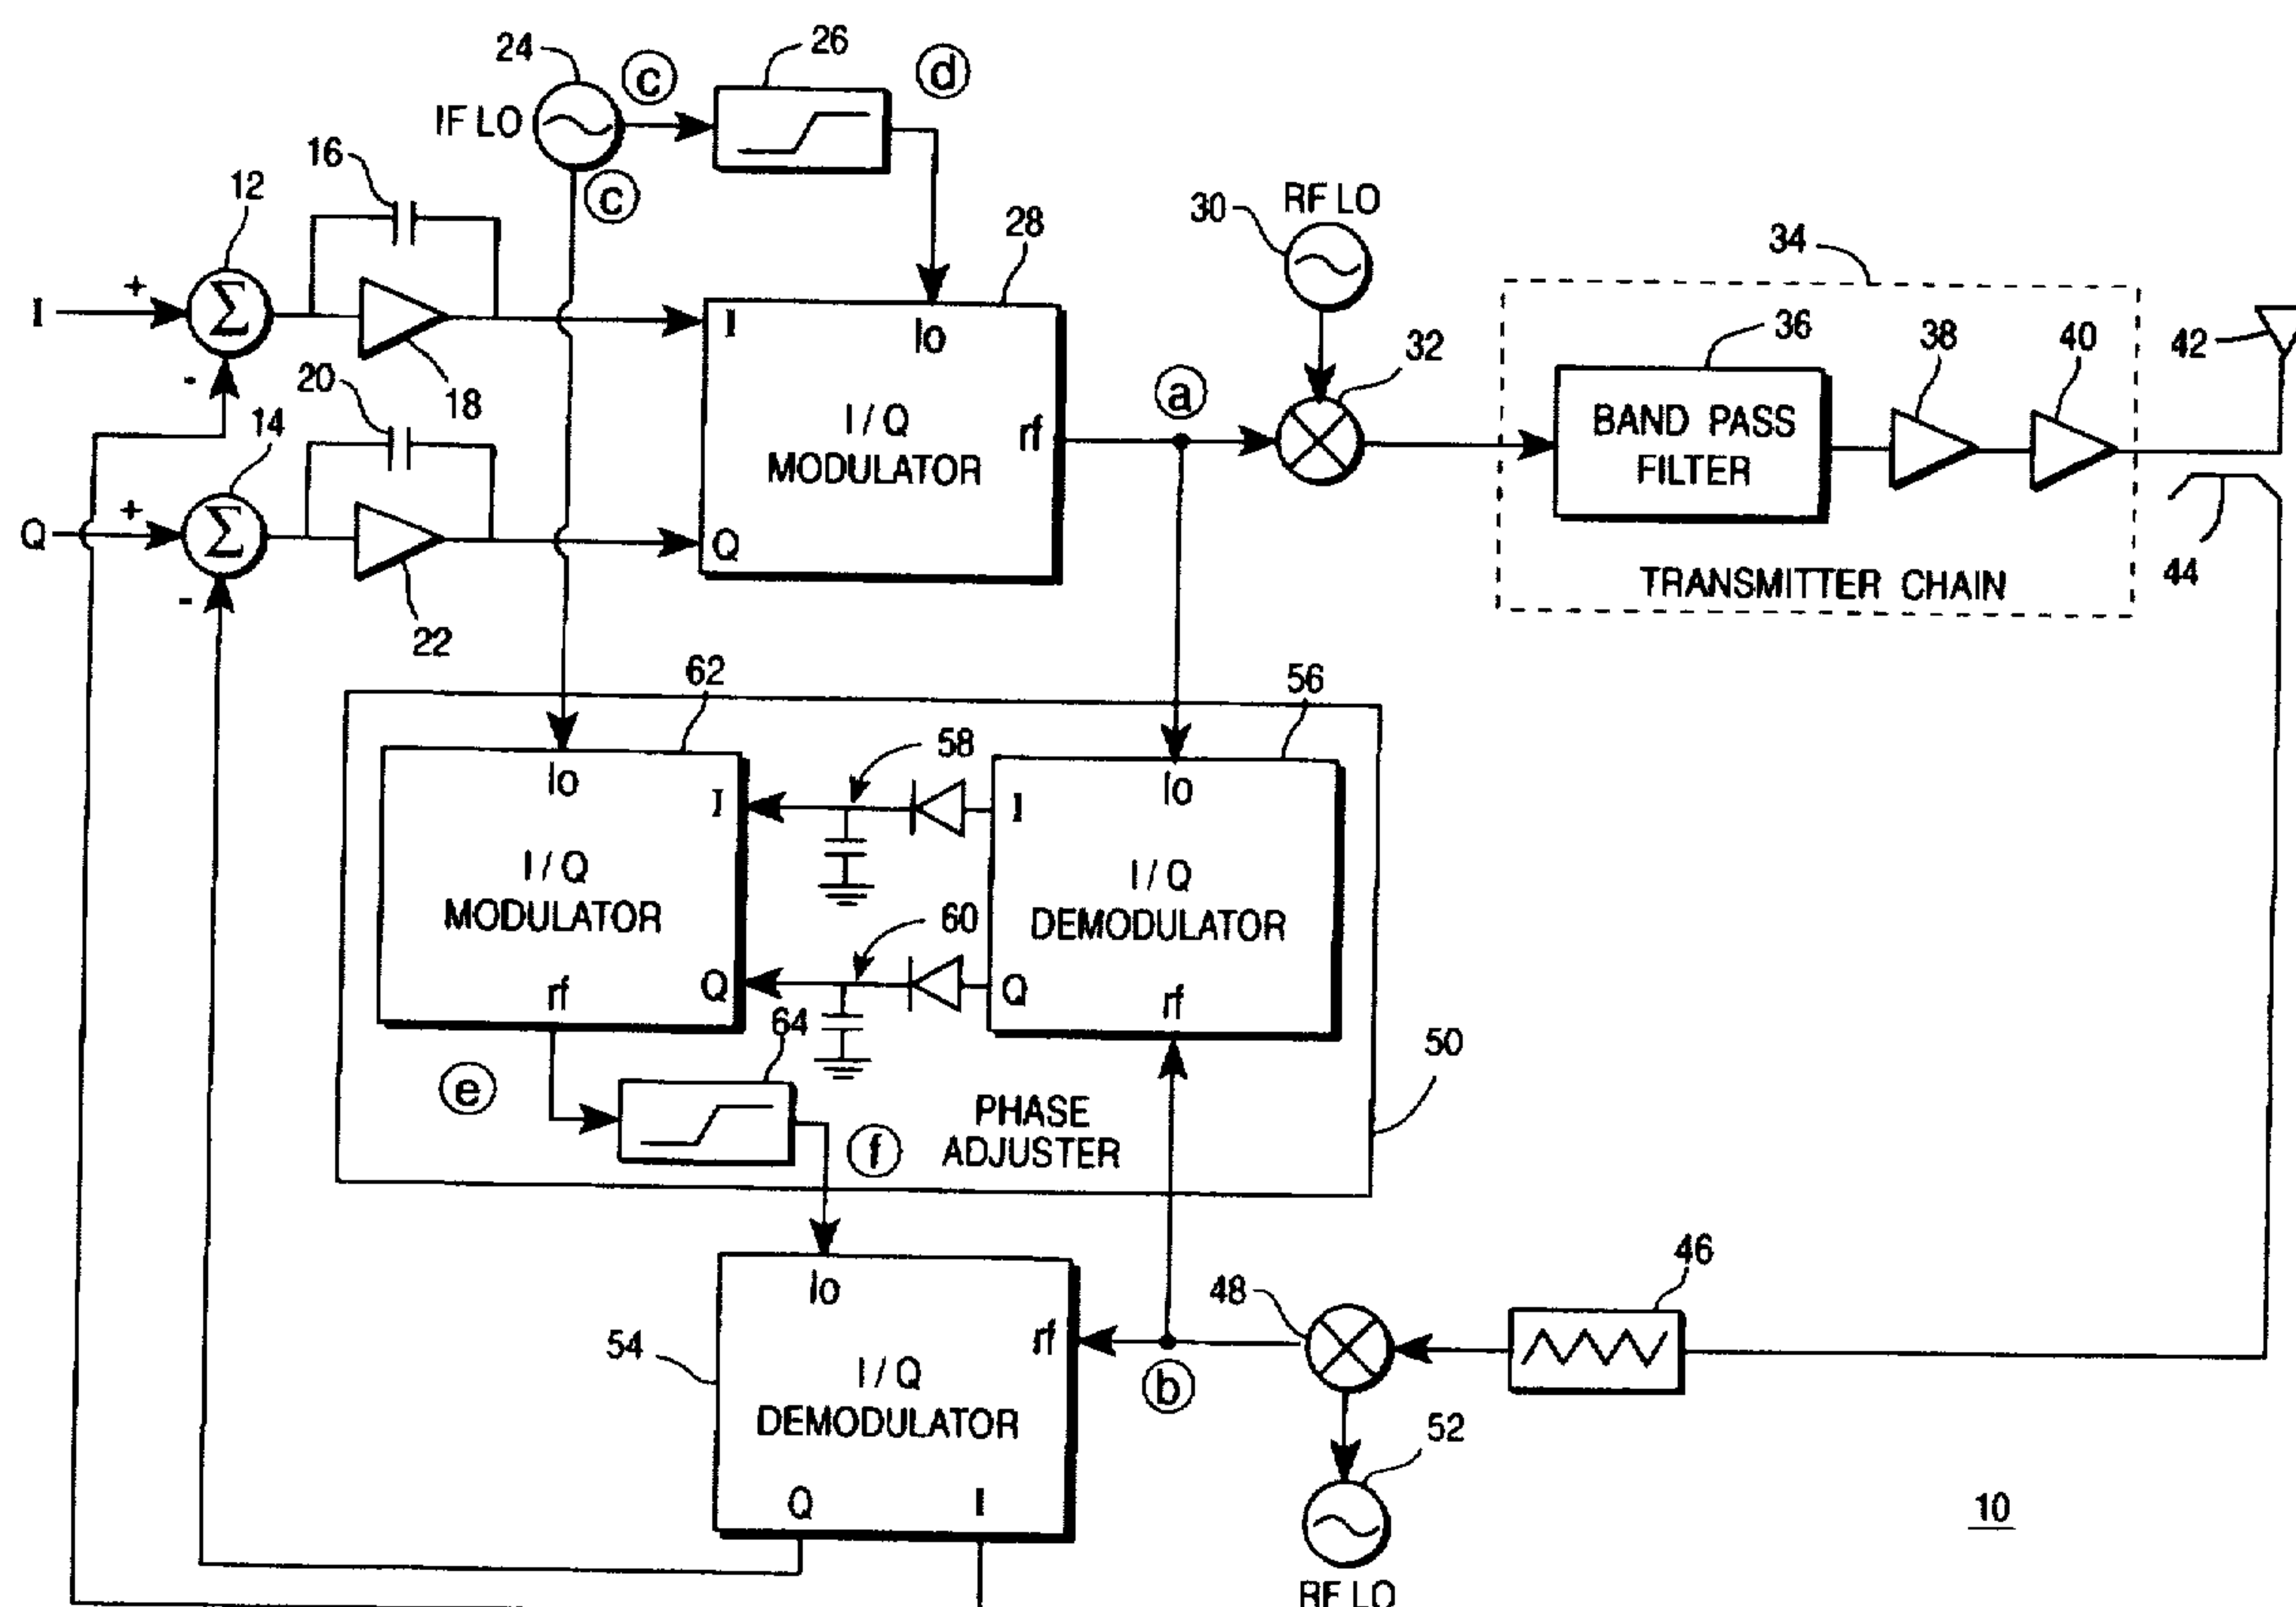 24
c
26
d
IF LO
c
16
12
RF LO
30
28
34
I
+
Σ
-
18
I
lo
32
36
38
40
42
20
14
a
I / Q
MODULATOR
rf
BAND PASS
FILTER
Q
+
Σ
-
22
Q
TRANSMITTER CHAIN
44
62
56
lo
I
58
I
lo
I / Q
MODULATOR
I / Q
DEMODULATOR
60
rf
Q
Q
rf
64
50
e
PHASE
ADJUSTER
f
46
lo
48
54
rf
I / Q
DEMODULATOR
b
52
Q
I
10
RF LO